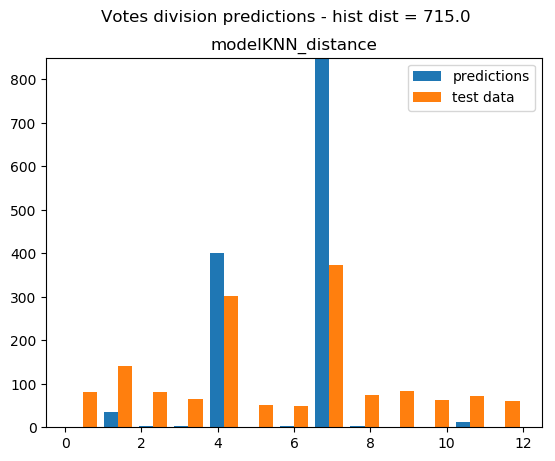 Votes division predictions - hist dist = 715.0
modelKNN_distance
predictions
test data
800
700
600
500
400
300
200
100
0
0 2 4 6 8 10 12